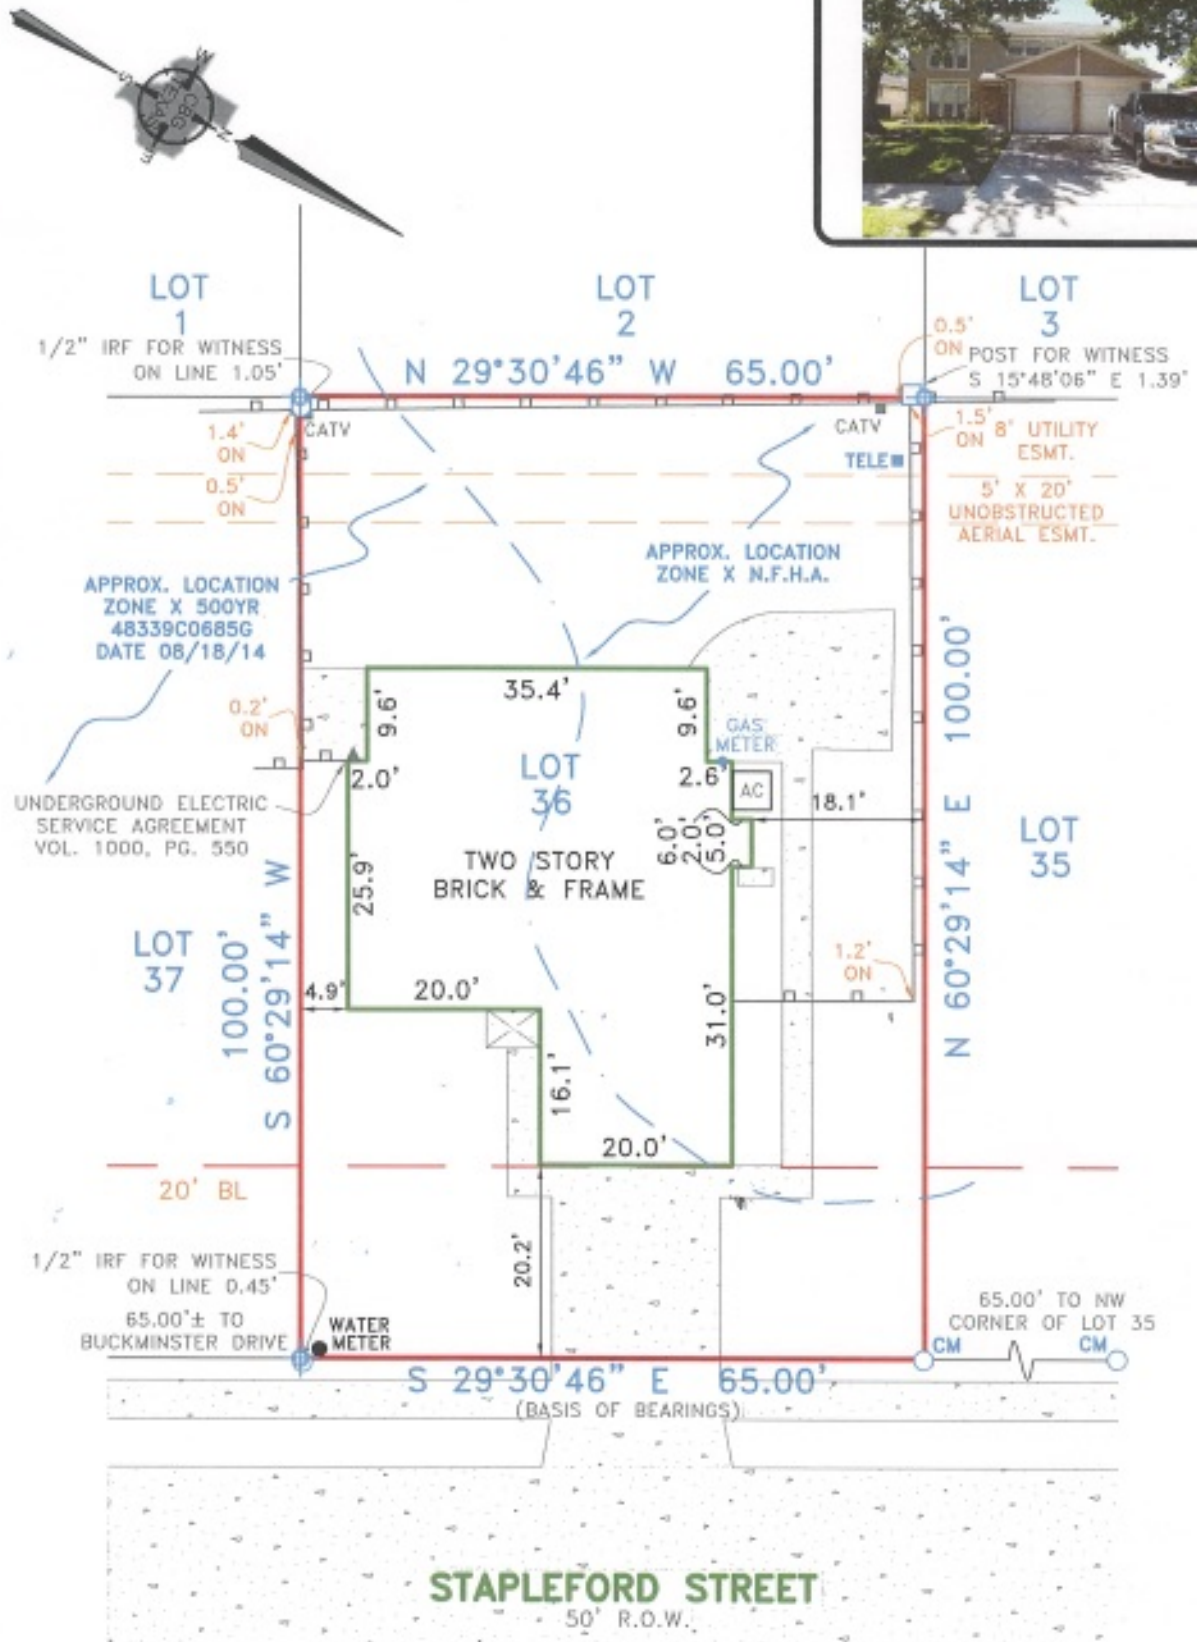 S
W
TEXAS
CBG
N
E
LOT
1
LOT
2
LOT
3
1/2" IRF FOR WITNESS
ON LINE 1.05'
N 29°30'46" W 65.00'
0.5'
ON
POST FOR WITNESS
S 15°48'06" E 1.39'
1.4'
ON
CATV
CATV
1.5'
ON
8' UTILITY
ESMT.
TELE
0.5'
ON
5' X 20'
UNOBSTRUCTED
AERIAL ESMT.
APPROX. LOCATION
ZONE X 500YR
48339C0685G
DATE 08/18/14
APPROX. LOCATION
ZONE X N.F.H.A.
35.4'
9.6'
9.6'
0.2'
ON
GAS
METER
2.0'
LOT
36
2.6'
AC
18.1'
UNDERGROUND ELECTRIC
SERVICE AGREEMENT
VOL. 1000, PG. 550
6.0'
2.0'
5.0'
TWO STORY
BRICK & FRAME
25.9'
LOT
35
LOT
37
100.00'
S 60°29'14" W
N 60°29'14" E 100.00'
1.2'
ON
4.9'
20.0'
31.0'
16.1'
20.0'
20' BL
20.2'
1/2" IRF FOR WITNESS
ON LINE 0.45'
65.00'± TO
BUCKMINSTER DRIVE
WATER
METER
65.00' TO NW
CORNER OF LOT 35
CM
CM
S 29°30'46" E 65.00'
(BASIS OF BEARINGS)
STAPLEFORD STREET
50' R.O.W.